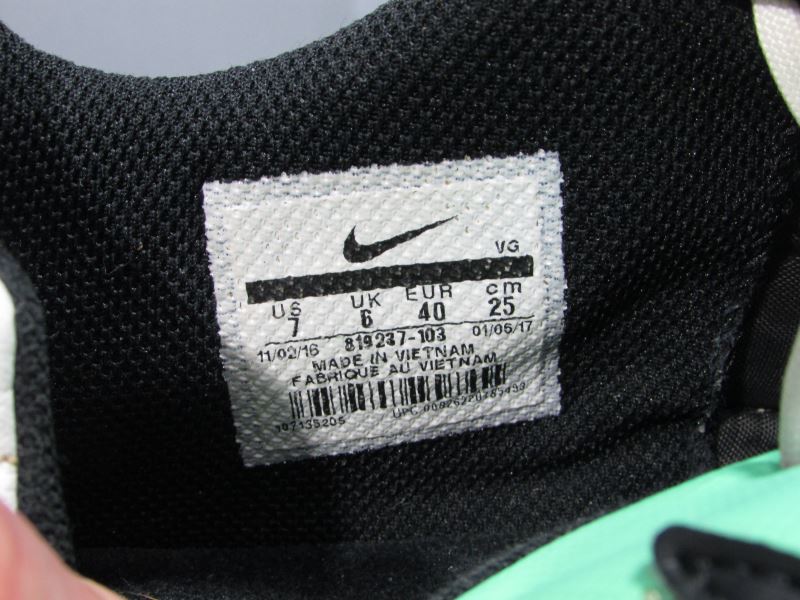 VG
US UK EUR cm
7 6 40 25
11/02/16 819237-103 01/05/17
MADE IN VIETNAM
FABRIQUE AU VIETNAM
UPC